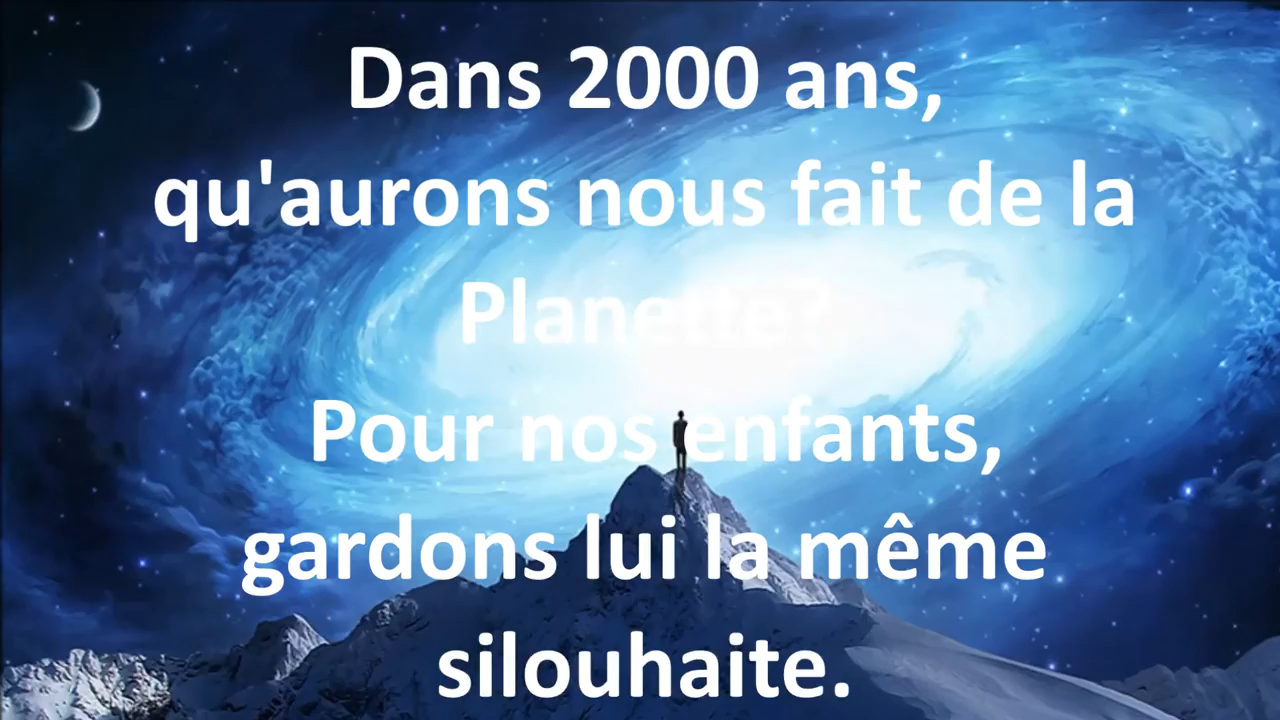 Dans 2000 ans,
qu'aurons nous fait de la
Planette?
Pour nos enfants,
gardons lui la même
silouhaite.